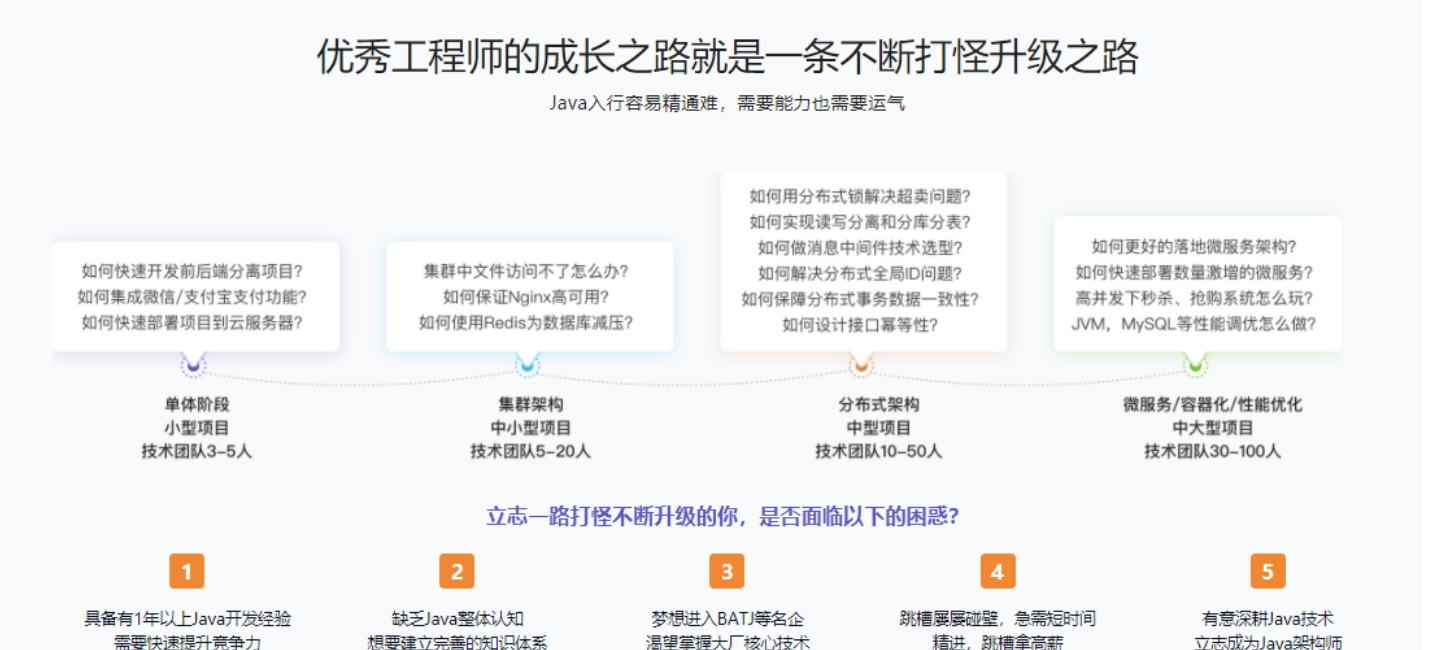 优秀工程师的成长之路就是一条不断打怪升级之路
Java入行容易精通难，需要能力也需要运气
如何快速开发前后端分离项目?
如何集成微信/支付宝支付功能?
如何快速部署项目到云服务器?
单体阶段
小型项目
技术团队3-5人
集群中文件访问不了怎么办?
如何保证Nginx高可用?
如何使用Redis为数据库减压?
集群架构
中小型项目
技术团队5-20人
如何用分布式锁解决超卖问题?
如何实现读写分离和分库分表?
如何做消息中间件技术选型?
如何解决分布式全局ID问题?
如何保障分布式事务数据一致性?
如何设计接口幂等性?
分布式架构
中型项目
技术团队10-50人
如何更好的落地微服务架构?
如何快速部署数量激增的微服务?
高并发下秒杀、抢购系统怎么玩?
JVM，MySQL等性能调优怎么做?
微服务/容器化/性能优化
中大型项目
技术团队30-100人
立志一路打怪不断升级的你，是否面临以下的困惑?
1
具备有1年以上Java开发经验
需要快速提升竞争力
2
缺乏Java整体认知
想要建立完善的知识体系
3
梦想进入BATJ等名企
渴望掌握大厂核心技术
4
跳槽屡屡碰壁，急需短时间
精进，跳槽拿高薪
5
有意深耕Java技术
立志成为Java架构师